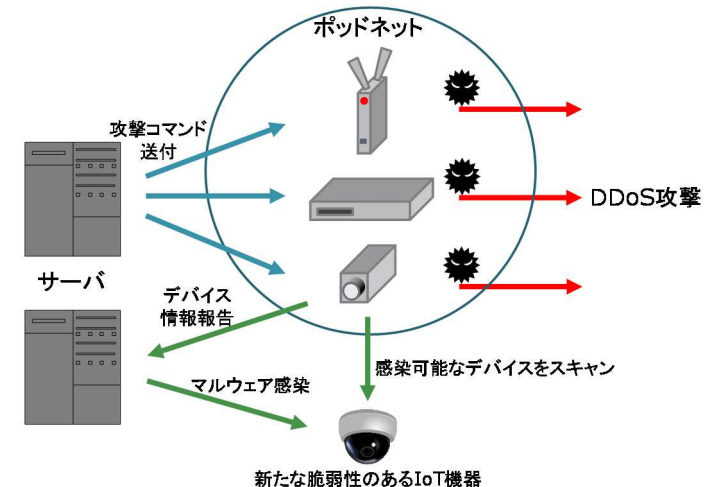 ポッドネット
攻撃コマンド
送付
DDoS攻撃
サーバ
デバイス
情報報告
感染可能なデバイスをスキャン
マルウェア感染
新たな脆弱性のあるIoT機器